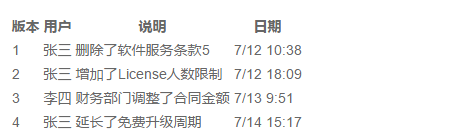 版本 用户 说明 日期
1 张三 删除了软件服务条款5 7/12 10:38
2 张三 增加了License人数限制 7/12 18:09
3 李四 财务部门调整了合同金额 7/13 9:51
4 张三 延长了免费升级周期 7/14 15:17